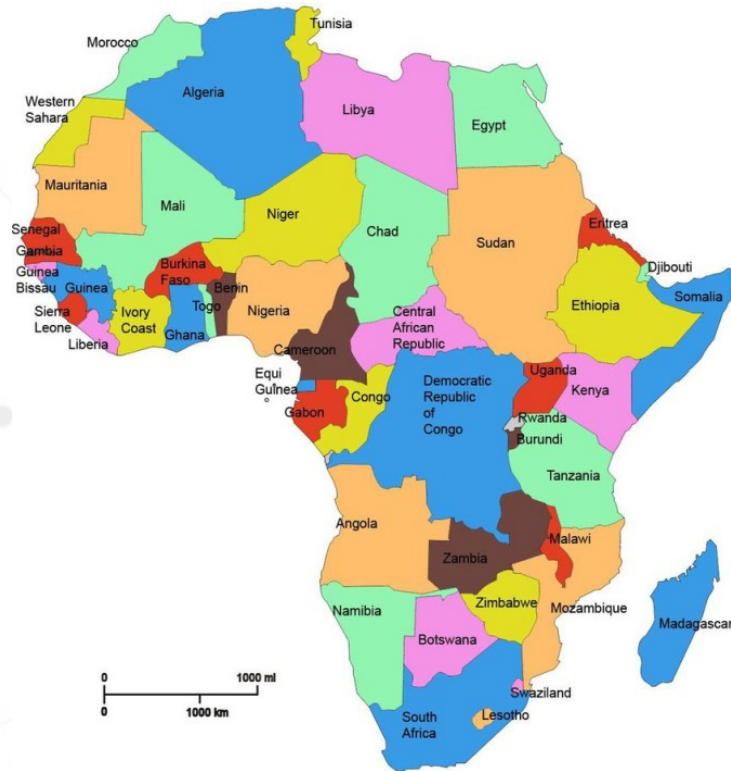 Tunisia
Morocco
Algeria
Western
Sahara
Libya
Egypt
Mauritania
Mali
Niger
Chad
Sudan
Eritrea
Senegal
Gambia
Guinea
Bissau
Guinea
Burkina
Faso
Benin
Djibouti
Somalia
Ethiopia
Sierra
Leone
Ivory
Coast
Togo
Ghana
Nigeria
Central
African
Republic
Liberia
Cameroon
Equi
Guinea
Gabon
Congo
Democratic
Republic
of
Congo
Uganda
Kenya
Rwanda
Burundi
Tanzania
Angola
Zambia
Malawi
Namibia
Zimbabwe
Mozambique
Botswana
Madagascar
0
1000 mi
0
1000 km
Swaziland
South
Africa
Lesotho